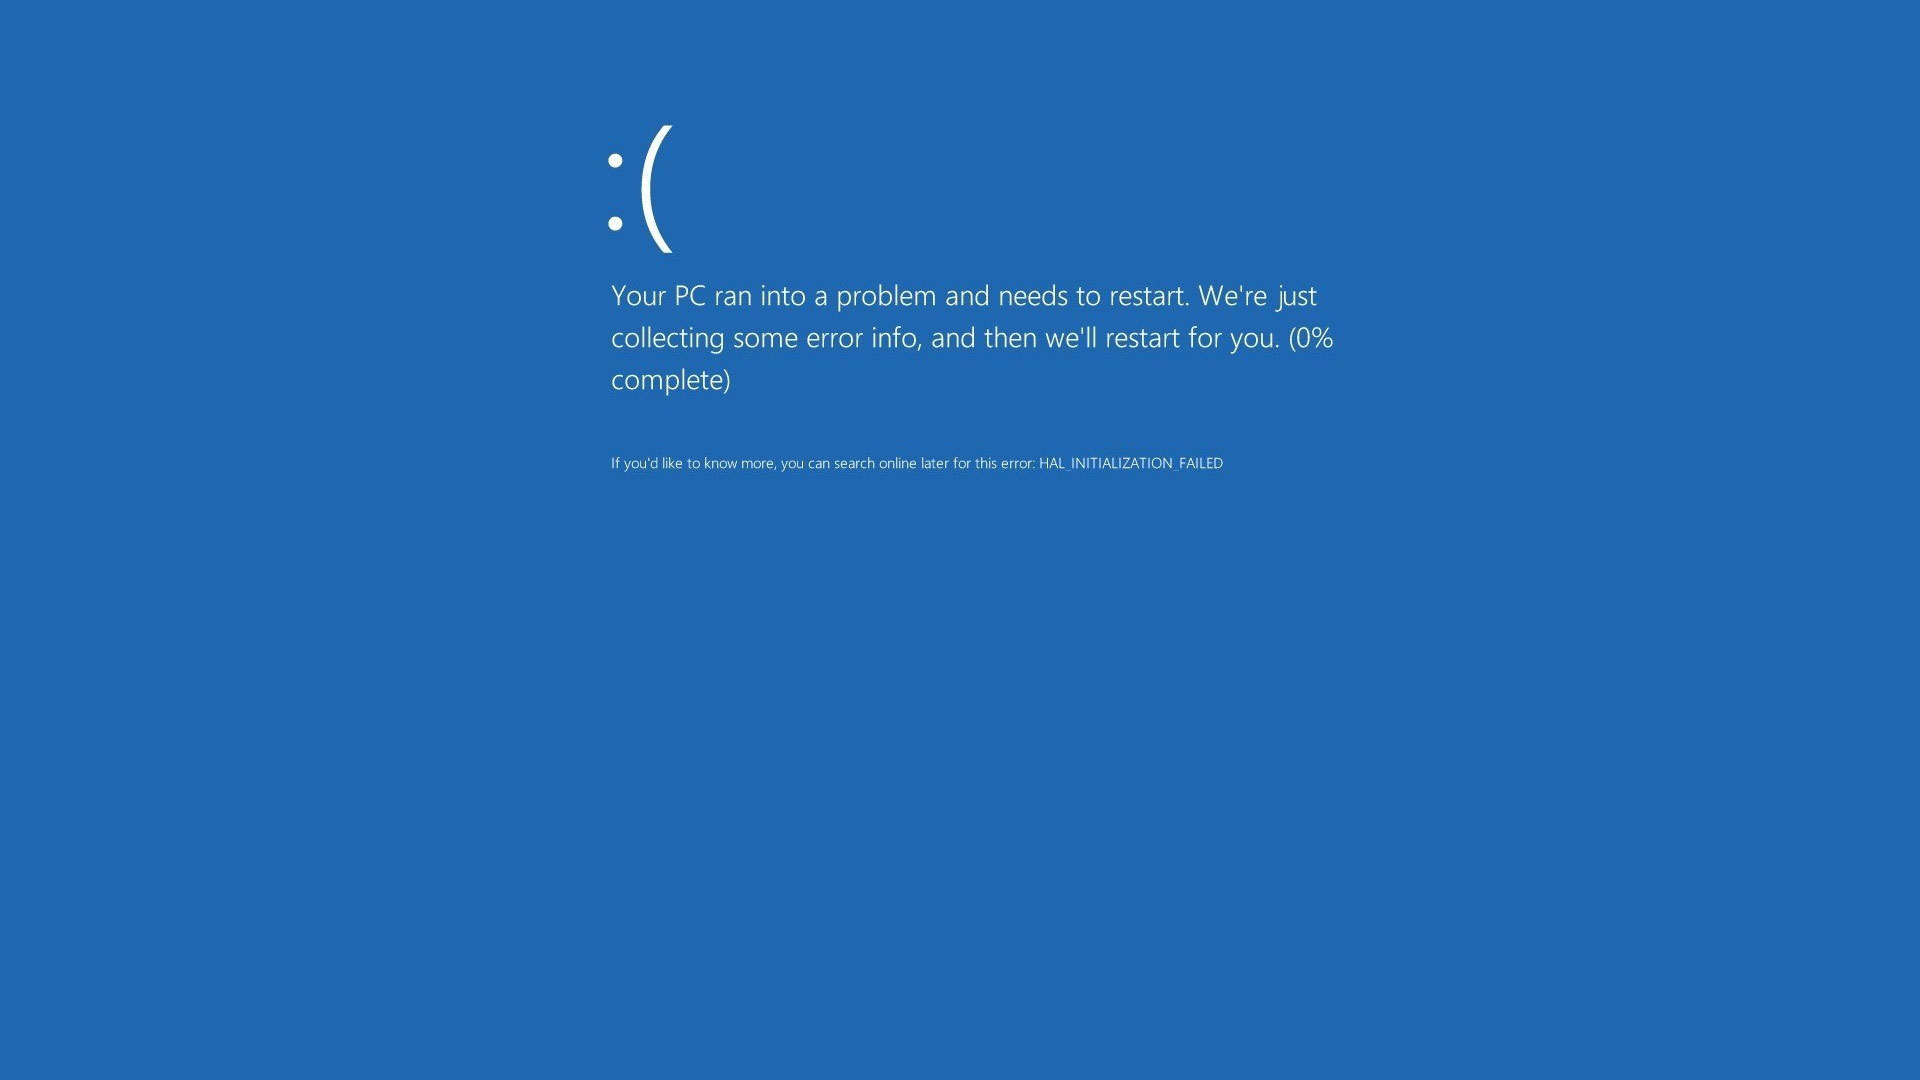 :(
Your PC ran into a problem and needs to restart. We're just
collecting some error info, and then we'll restart for you. (0%
complete)
If you'd like to know more, you can search online later for this error: HAL_INITIALIZATION_FAILED